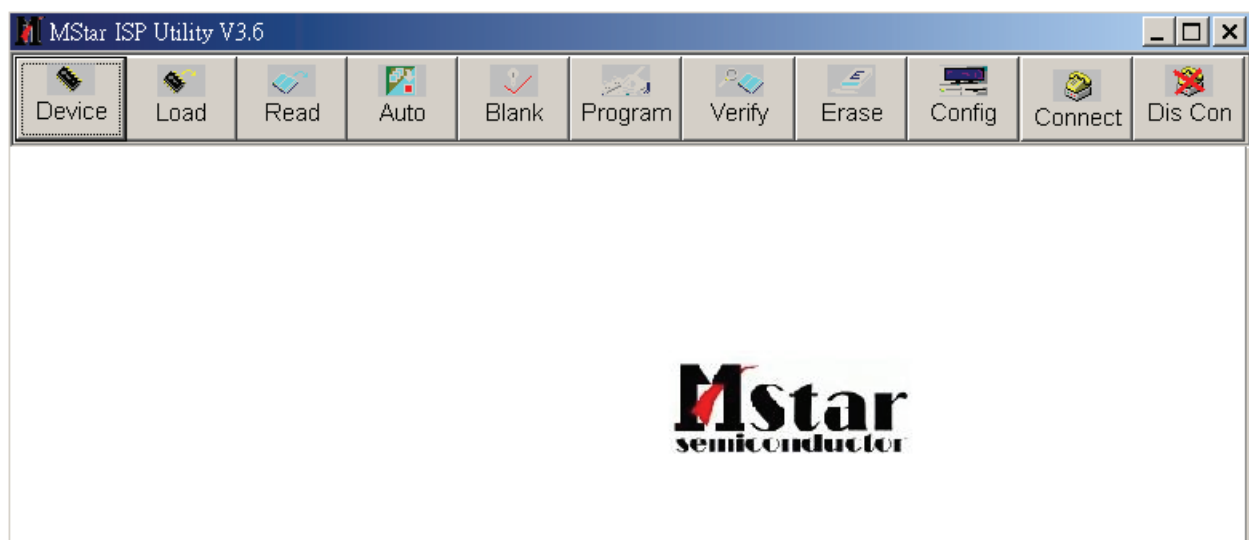 MStar ISP Utility V3.6
Device Load Read Auto Blank Program Verify Erase Config Connect Dis Con
Mstar
semiconductor